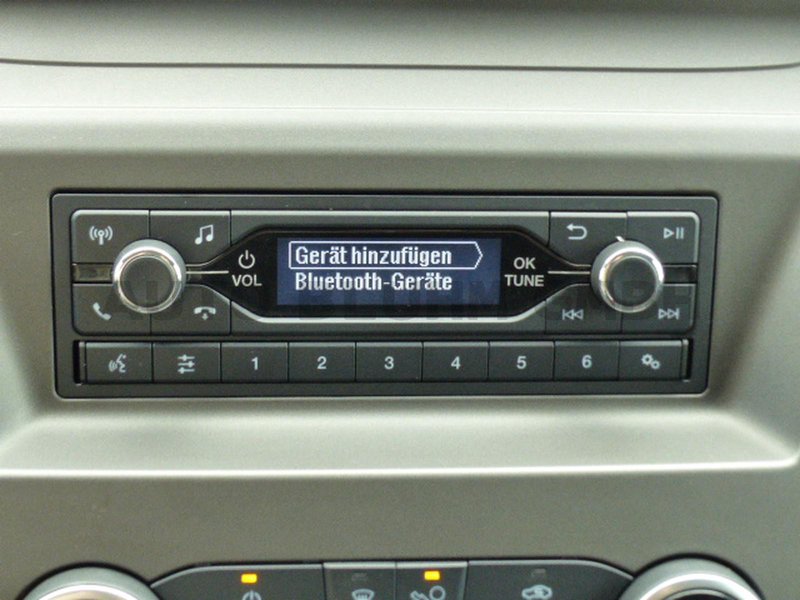 Gerät hinzufügen
Bluetooth-Geräte
VOL
OK
TUNE
1 2 3 4 5 6